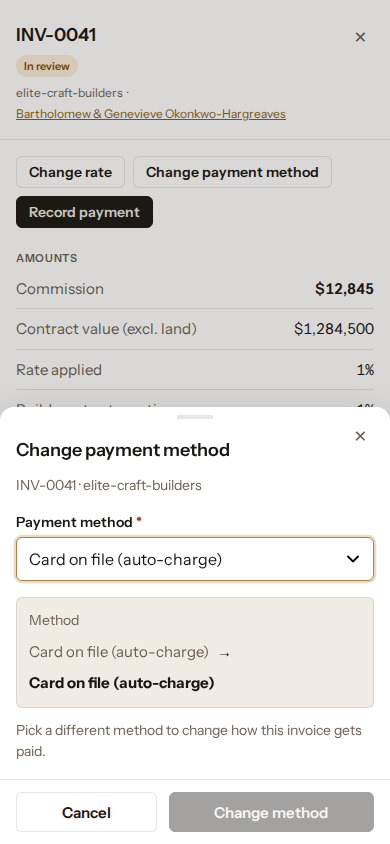 INV-0041
In review
elite-craft-builders ·
Bartholomew & Genevieve Okonkwo-Hargreaves
Change rate
Change payment method
Record payment
AMOUNTS
Commission $12,845
Contract value (excl. land) $1,284,500
Rate applied 1%
Change payment method
INV-0041 · elite-craft-builders
Payment method *
Card on file (auto-charge)
Method
Card on file (auto-charge) →
Card on file (auto-charge)
Pick a different method to change how this invoice gets
paid.
Cancel
Change method